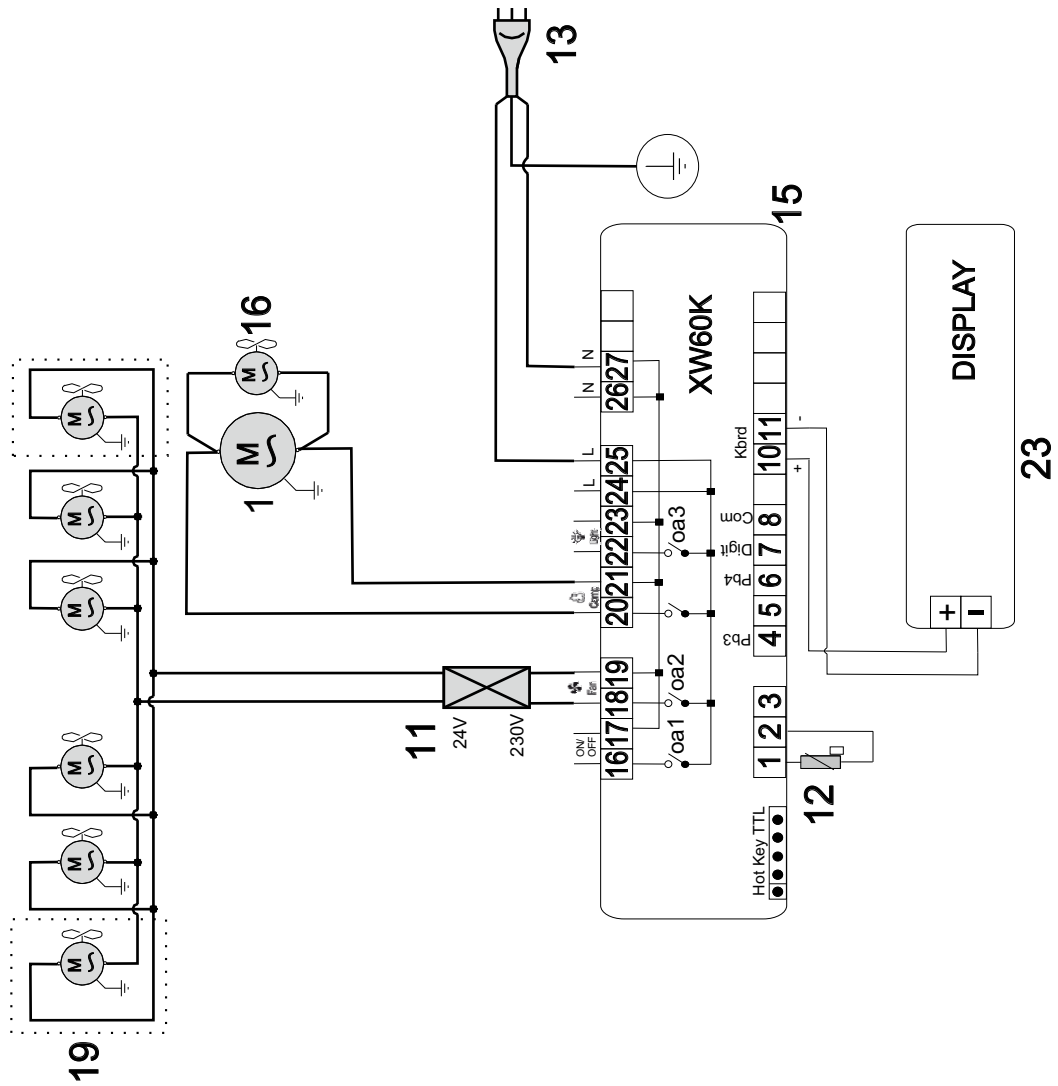 13
16
1
19
11
24V
230V
15
XW60K
N
N
27
26
L
L
25
24
23
22
21
20
19
18
17
16
Light
Comp
Fan
ON/
OFF
oa3
oa2
oa1
Kbrd
-
+
11
10
8
7
6
5
4
3
2
1
Com
Digit
Pb4
Pb3
Hot Key TTL
12
DISPLAY
+
-
23
M
M
M
M
M
M
M
M